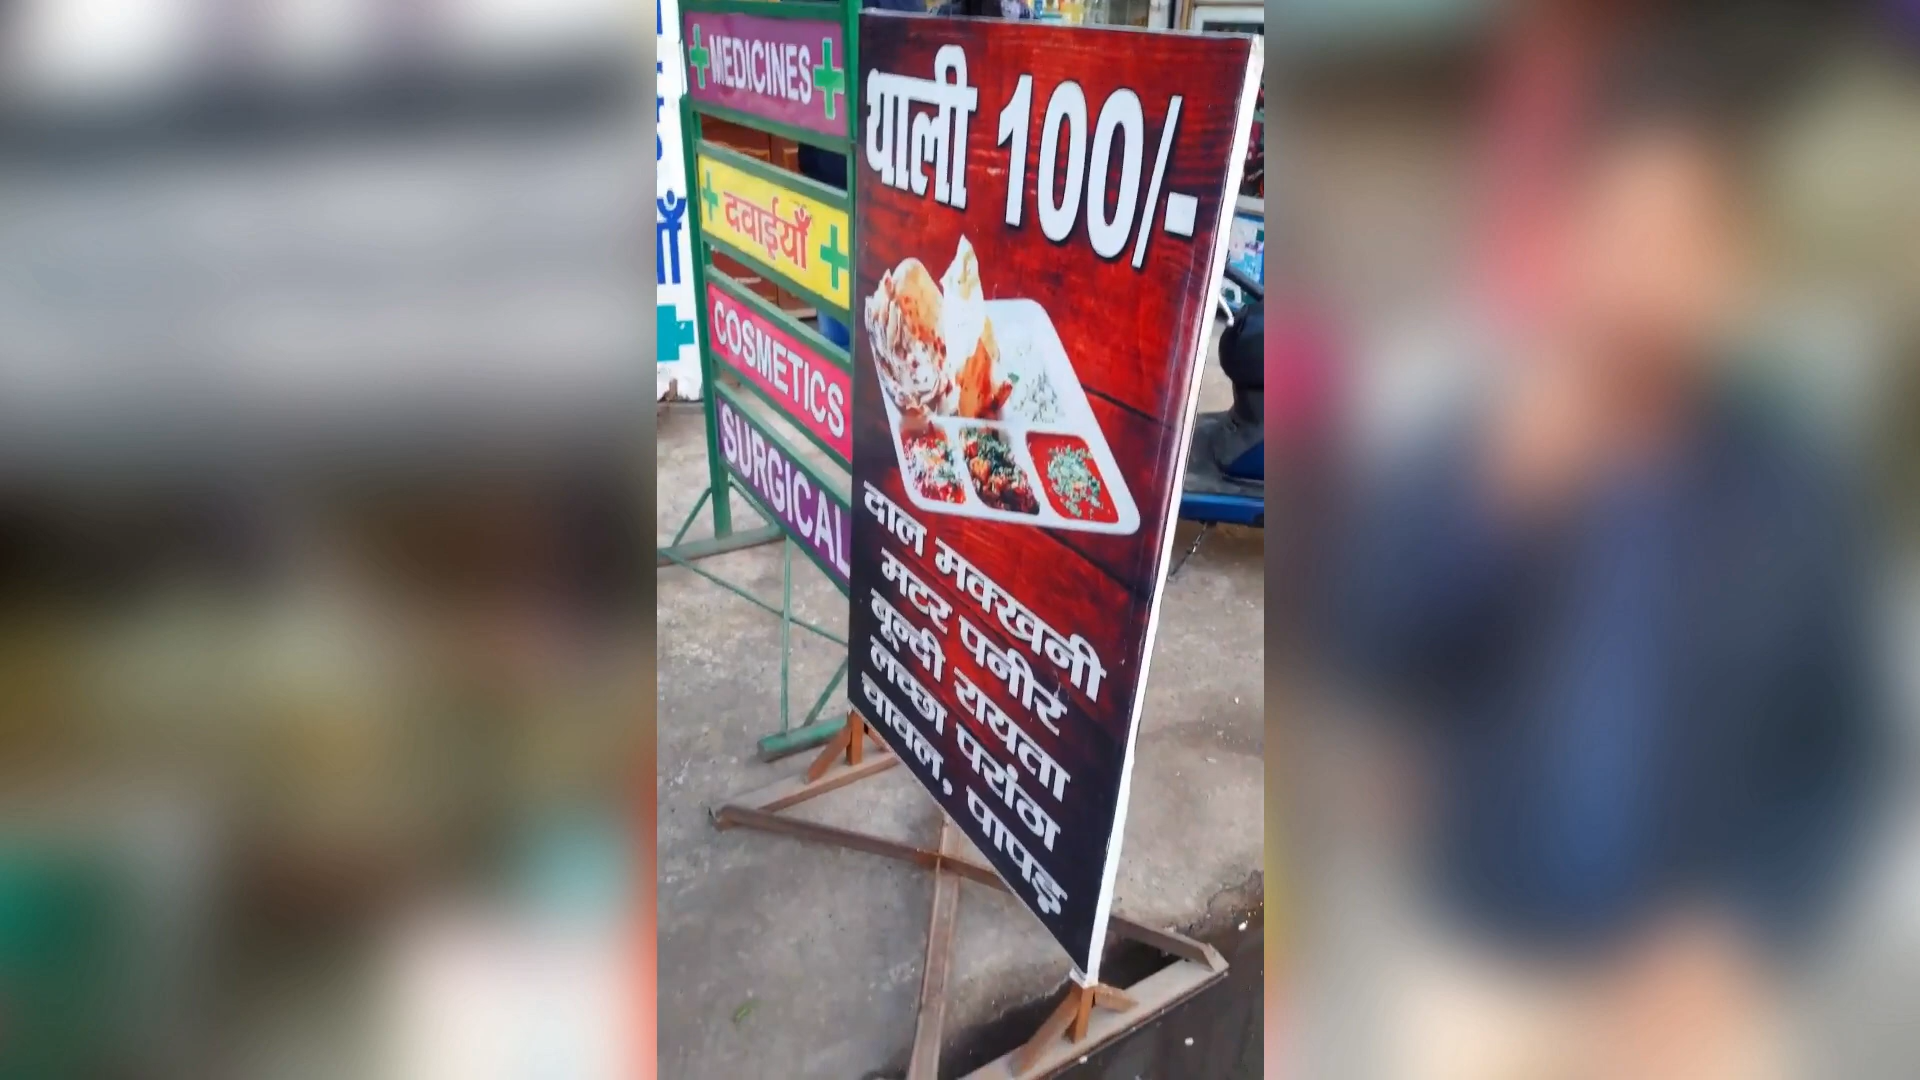 MEDICINES
दवाईयाँ
COSMETICS
SURGICAL
थाली 100/-
दाल मक्खनी
मटर पनीर
बून्दी रायता
लच्छा परांठा
चावल, पापड़